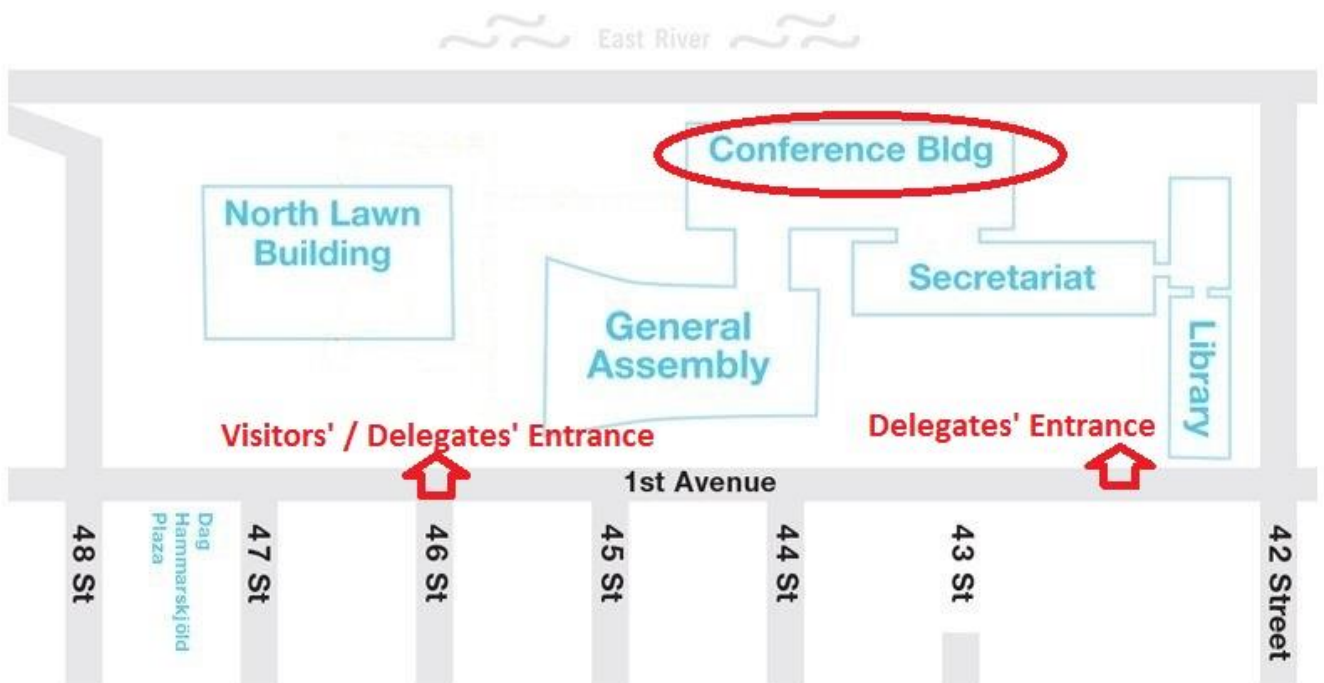 East River
Conference Bldg
North Lawn
Building
Secretariat
General
Assembly
Library
Visitors' / Delegates' Entrance
Delegates' Entrance
1st Avenue
48 St
Dag
Hammarskjöld
Plaza
47 St
46 St
45 St
44 St
43 St
42 Street